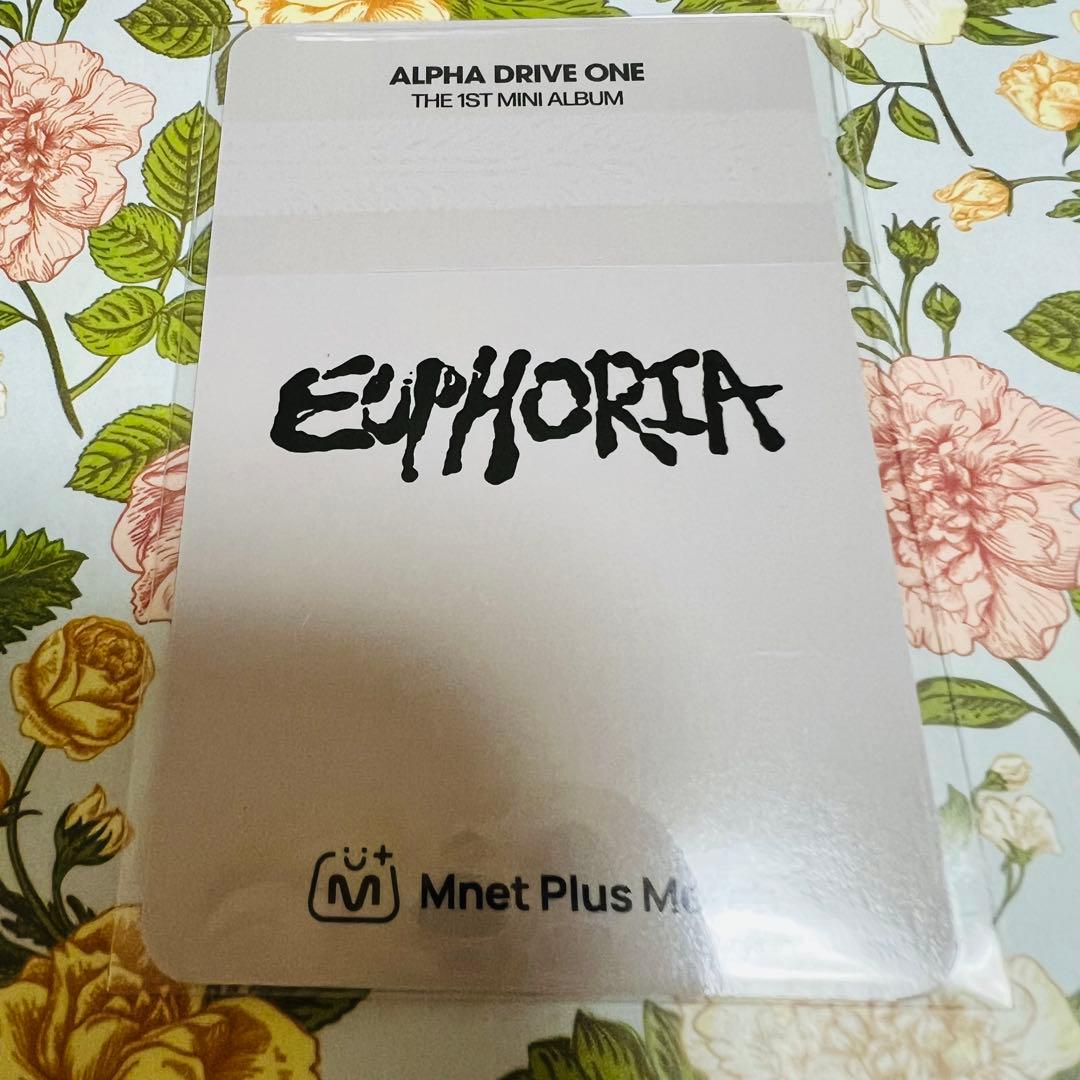 ALPHA DRIVE ONE
THE 1ST MINI ALBUM
EUPHORIA
M+
Mnet Plus